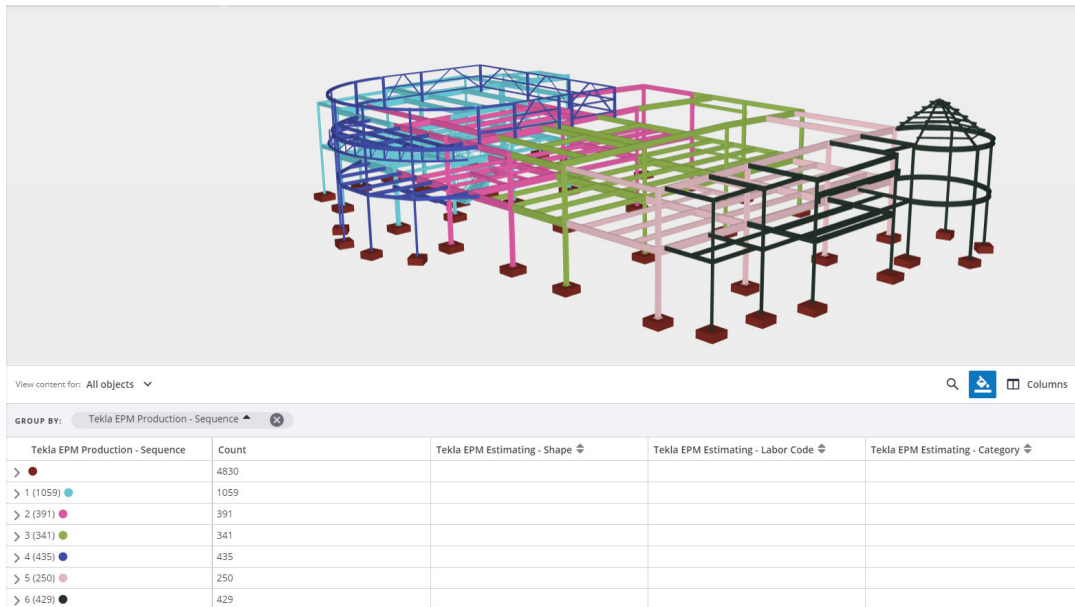 View content for: All objects
Columns
GROUP BY: Tekla EPM Production - Sequence
Tekla EPM Production - Sequence Count Tekla EPM Estimating - Shape Tekla EPM Estimating - Labor Code Tekla EPM Estimating - Category
4830
1 (1059) 1059
2 (391) 391
3 (341) 341
4 (435) 435
5 (250) 250
6 (429) 429